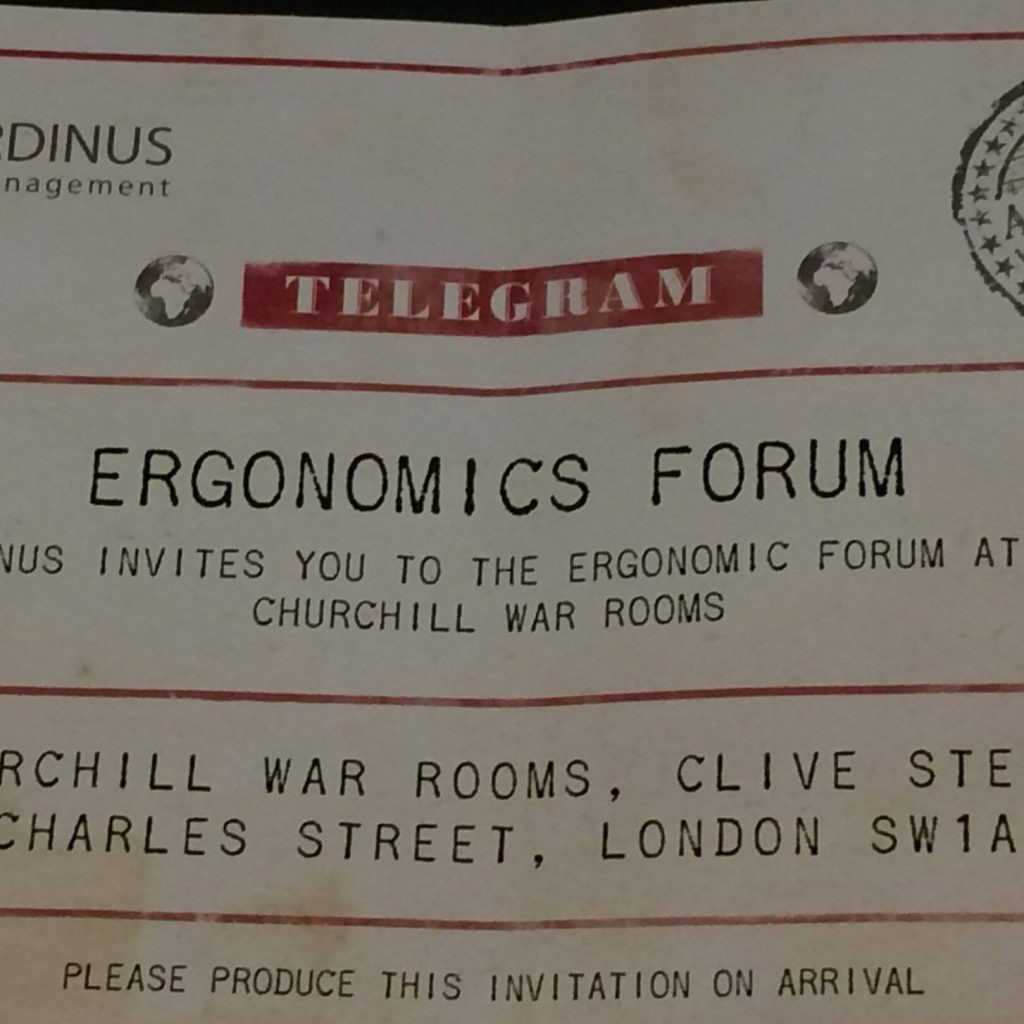 RDINUS
nagement
TELEGRAM
ERGONOMICS FORUM
NUS INVITES YOU TO THE ERGONOMIC FORUM AT
CHURCHILL WAR ROOMS
RCHILL WAR ROOMS, CLIVE STE
CHARLES STREET, LONDON SW1A
PLEASE PRODUCE THIS INVITATION ON ARRIVAL